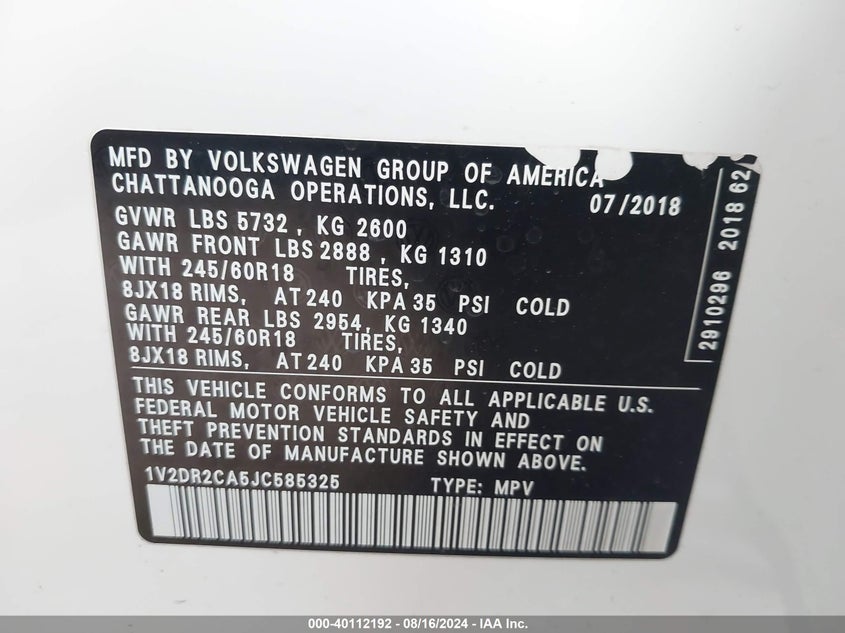 MFD BY VOLKSWAGEN GROUP OF AMERICA
CHATTANOOGA OPERATIONS, LLC. 07/2018
GVWR LBS 5732 , KG 2600
GAWR FRONT LBS 2888 , KG 1310
WITH 245/60R18 TIRES,
8JX18 RIMS, AT 240 KPA 35 PSI COLD
GAWR REAR LBS 2954, KG 1340
WITH 245/60R18 TIRES,
8JX18 RIMS, AT 240 KPA 35 PSI COLD
THIS VEHICLE CONFORMS TO ALL APPLICABLE U.S.
FEDERAL MOTOR VEHICLE SAFETY AND
THEFT PREVENTION STANDARDS IN EFFECT ON
THE DATE OF MANUFACTURE SHOWN ABOVE.
1V2DR2CA5JC585325 TYPE: MPV
2910296 2018 62
000-40112192 - 08/16/2024 - IAA Inc.